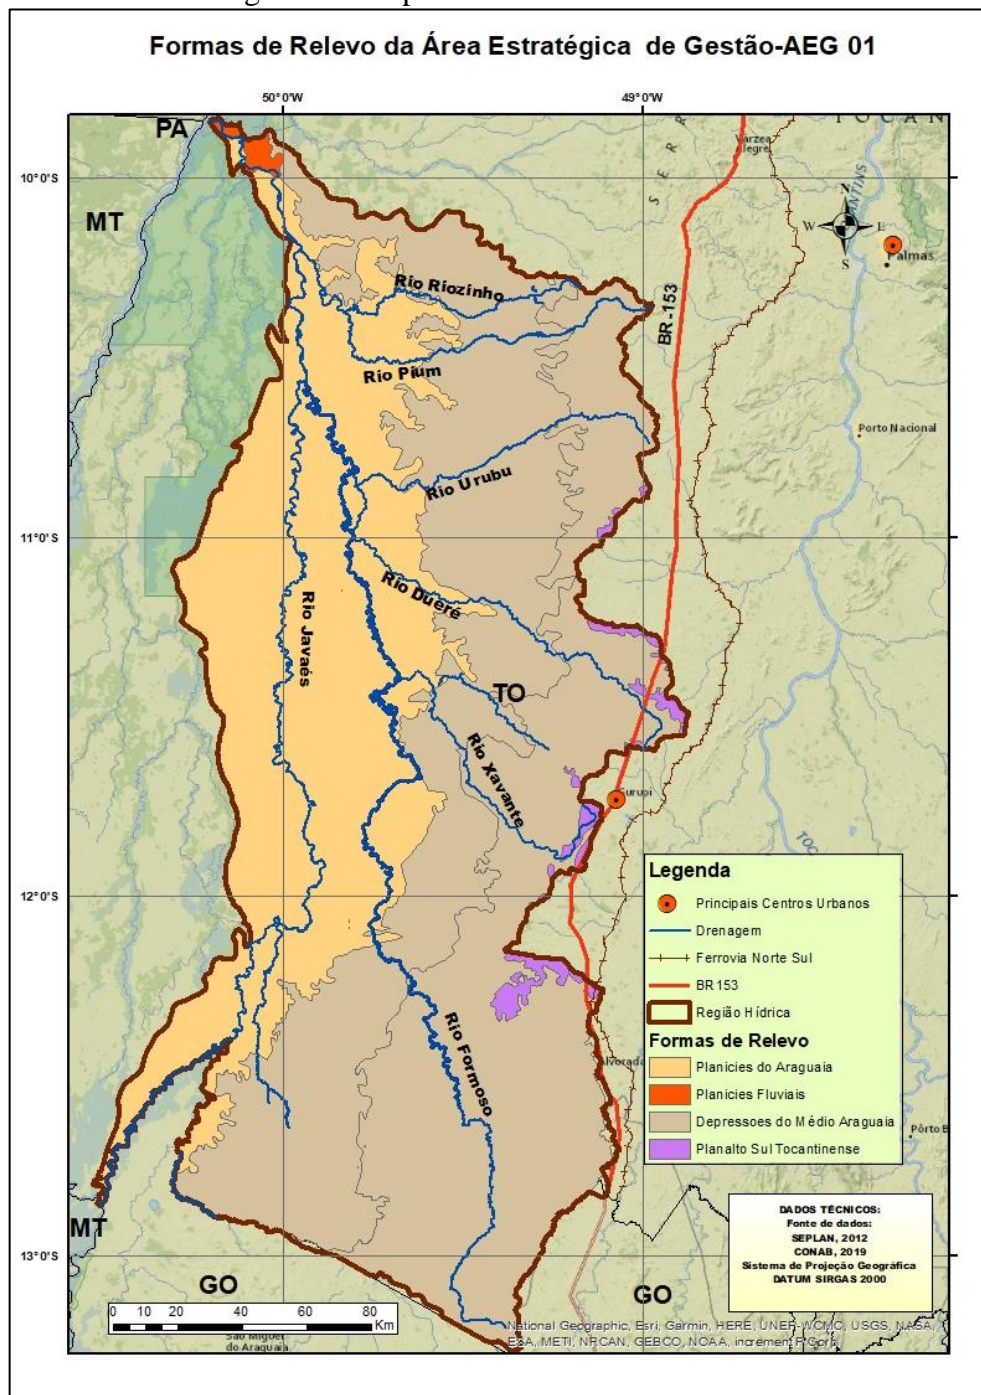 Formas de Relevo da Área Estratégica de Gestão-AEG 01
50°0'W
49°0'W
PA
Varzea
Alegre
10°0'S
MT
N
W
E
S
Palmas
Rio Riozinho
BR-153
Rio Pium
Porto Nacional
Rio Urubu
11°0'S
Rio Dueré
Rio Javaés
TO
Rio Xavante
Gurupi
12°0'S
Legenda
Principais Centros Urbanos
Drenagem
Ferrovia Norte Sul
BR 153
Região Hídrica
Formas de Relevo
Planicies do Araguaia
Planicies Fluviais
Depressoes do Médio Araguaia
Planalto Sul Tocantinense
Rio Formoso
Alvorada
Pôrto B
MT
DADOS TÉCNICOS:
Fonte de dados:
SEPLAN, 2012
CONAB, 2019
Sistema de Projeção Geográfica
DATUM SIRGAS 2000
13°0'S
GO
GO
0 10 20 40 60 80
Km
do Araguaia
National Geographic, Esri, Garmin, HERE, UNEP-WCMC, USGS, NASA,
ESA, METI, NRCAN, GEBCO, NOAA, increment P Corp.